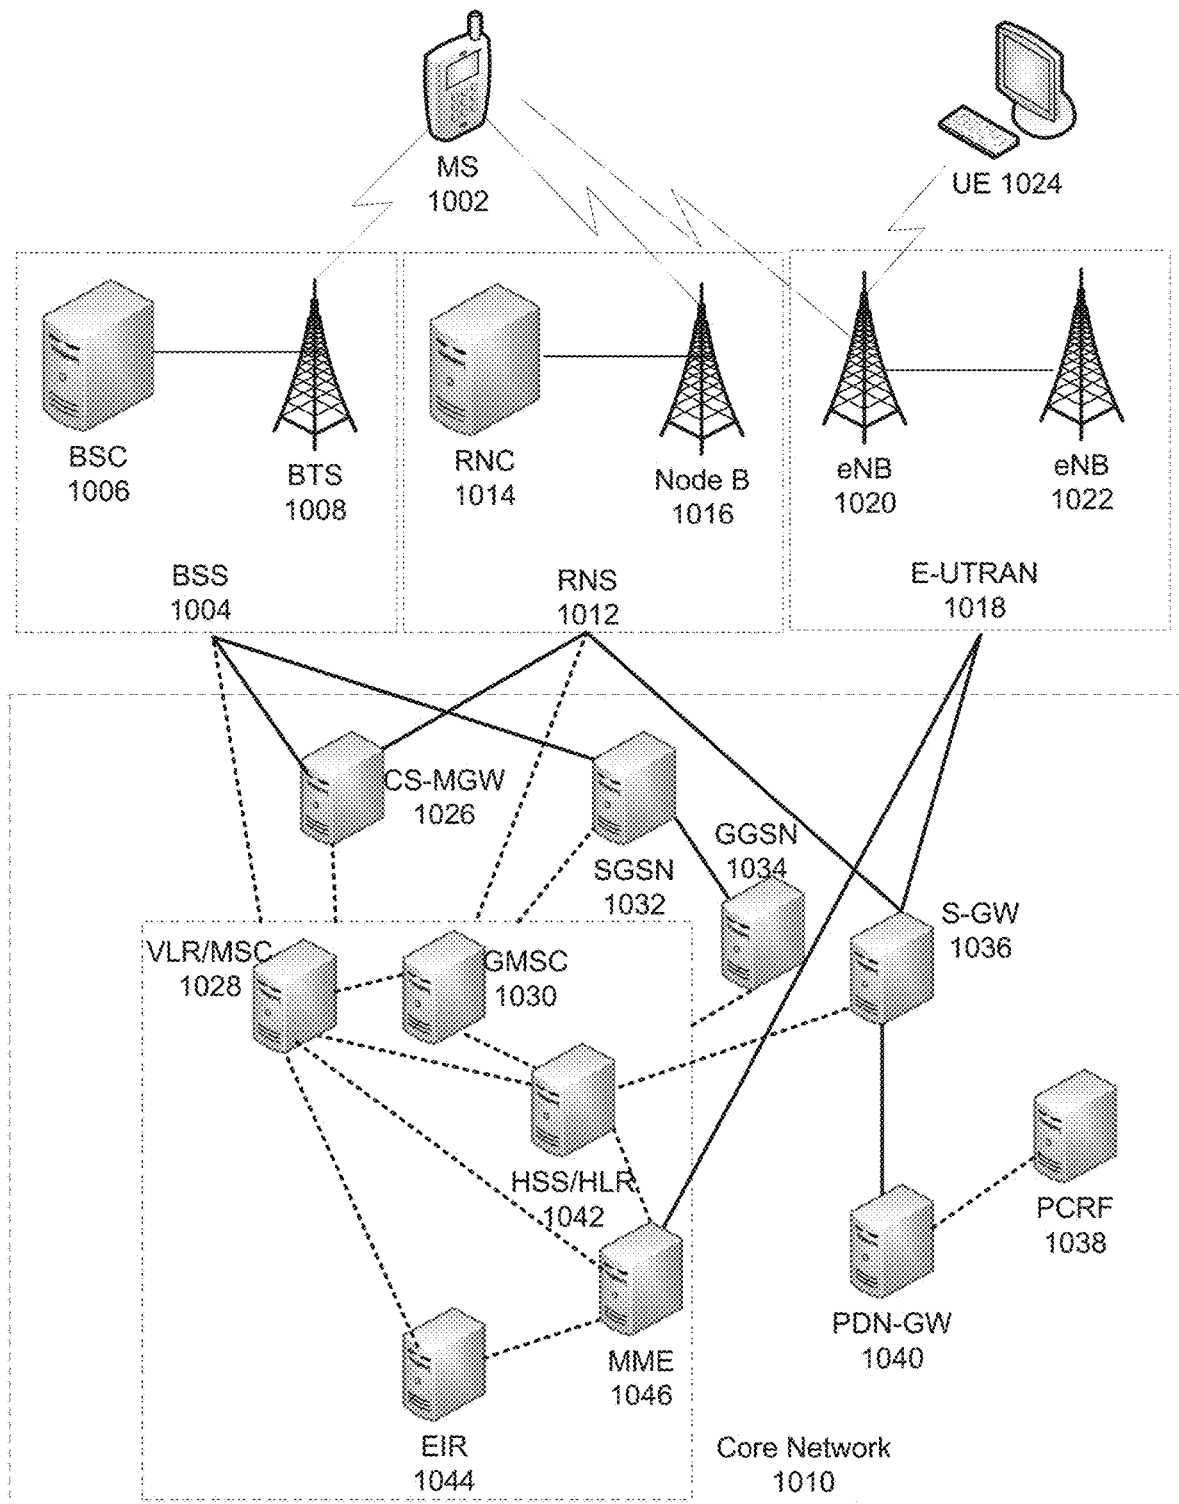 MS
1002
UE 1024
BSC
1006
BTS
1008
RNC
1014
Node B
1016
eNB
1020
eNB
1022
BSS
1004
RNS
1012
E-UTRAN
1018
CS-MGW
1026
SGSN
1032
GGSN
1034
S-GW
1036
VLR/MSC
1028
GMSC
1030
HSS/HLR
1042
PCRF
1038
PDN-GW
1040
MME
1046
EIR
1044
Core Network
1010